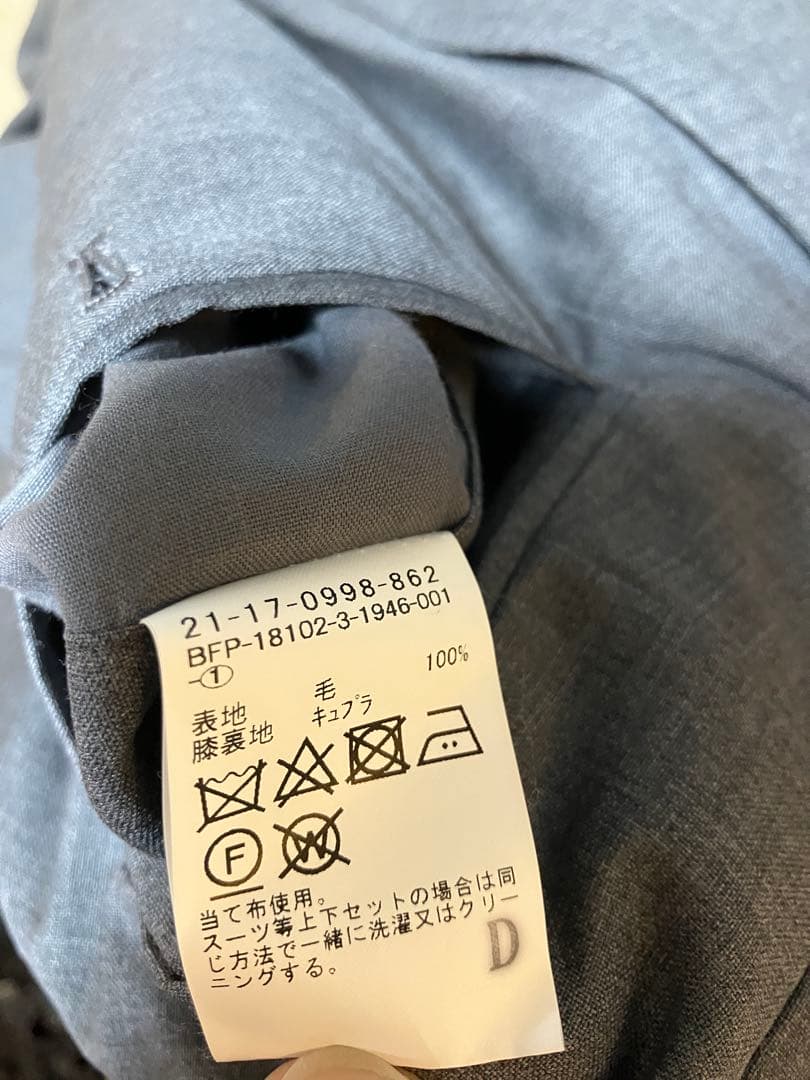 21-17-0998-862
BFP-18102-3-1946-001
-①
表地 毛 100%
膝裏地 キュプラ
F W
当て布使用。
スーツ等上下セットの場合は同
じ方法で一緒に洗濯又はクリー
ニングする。
D